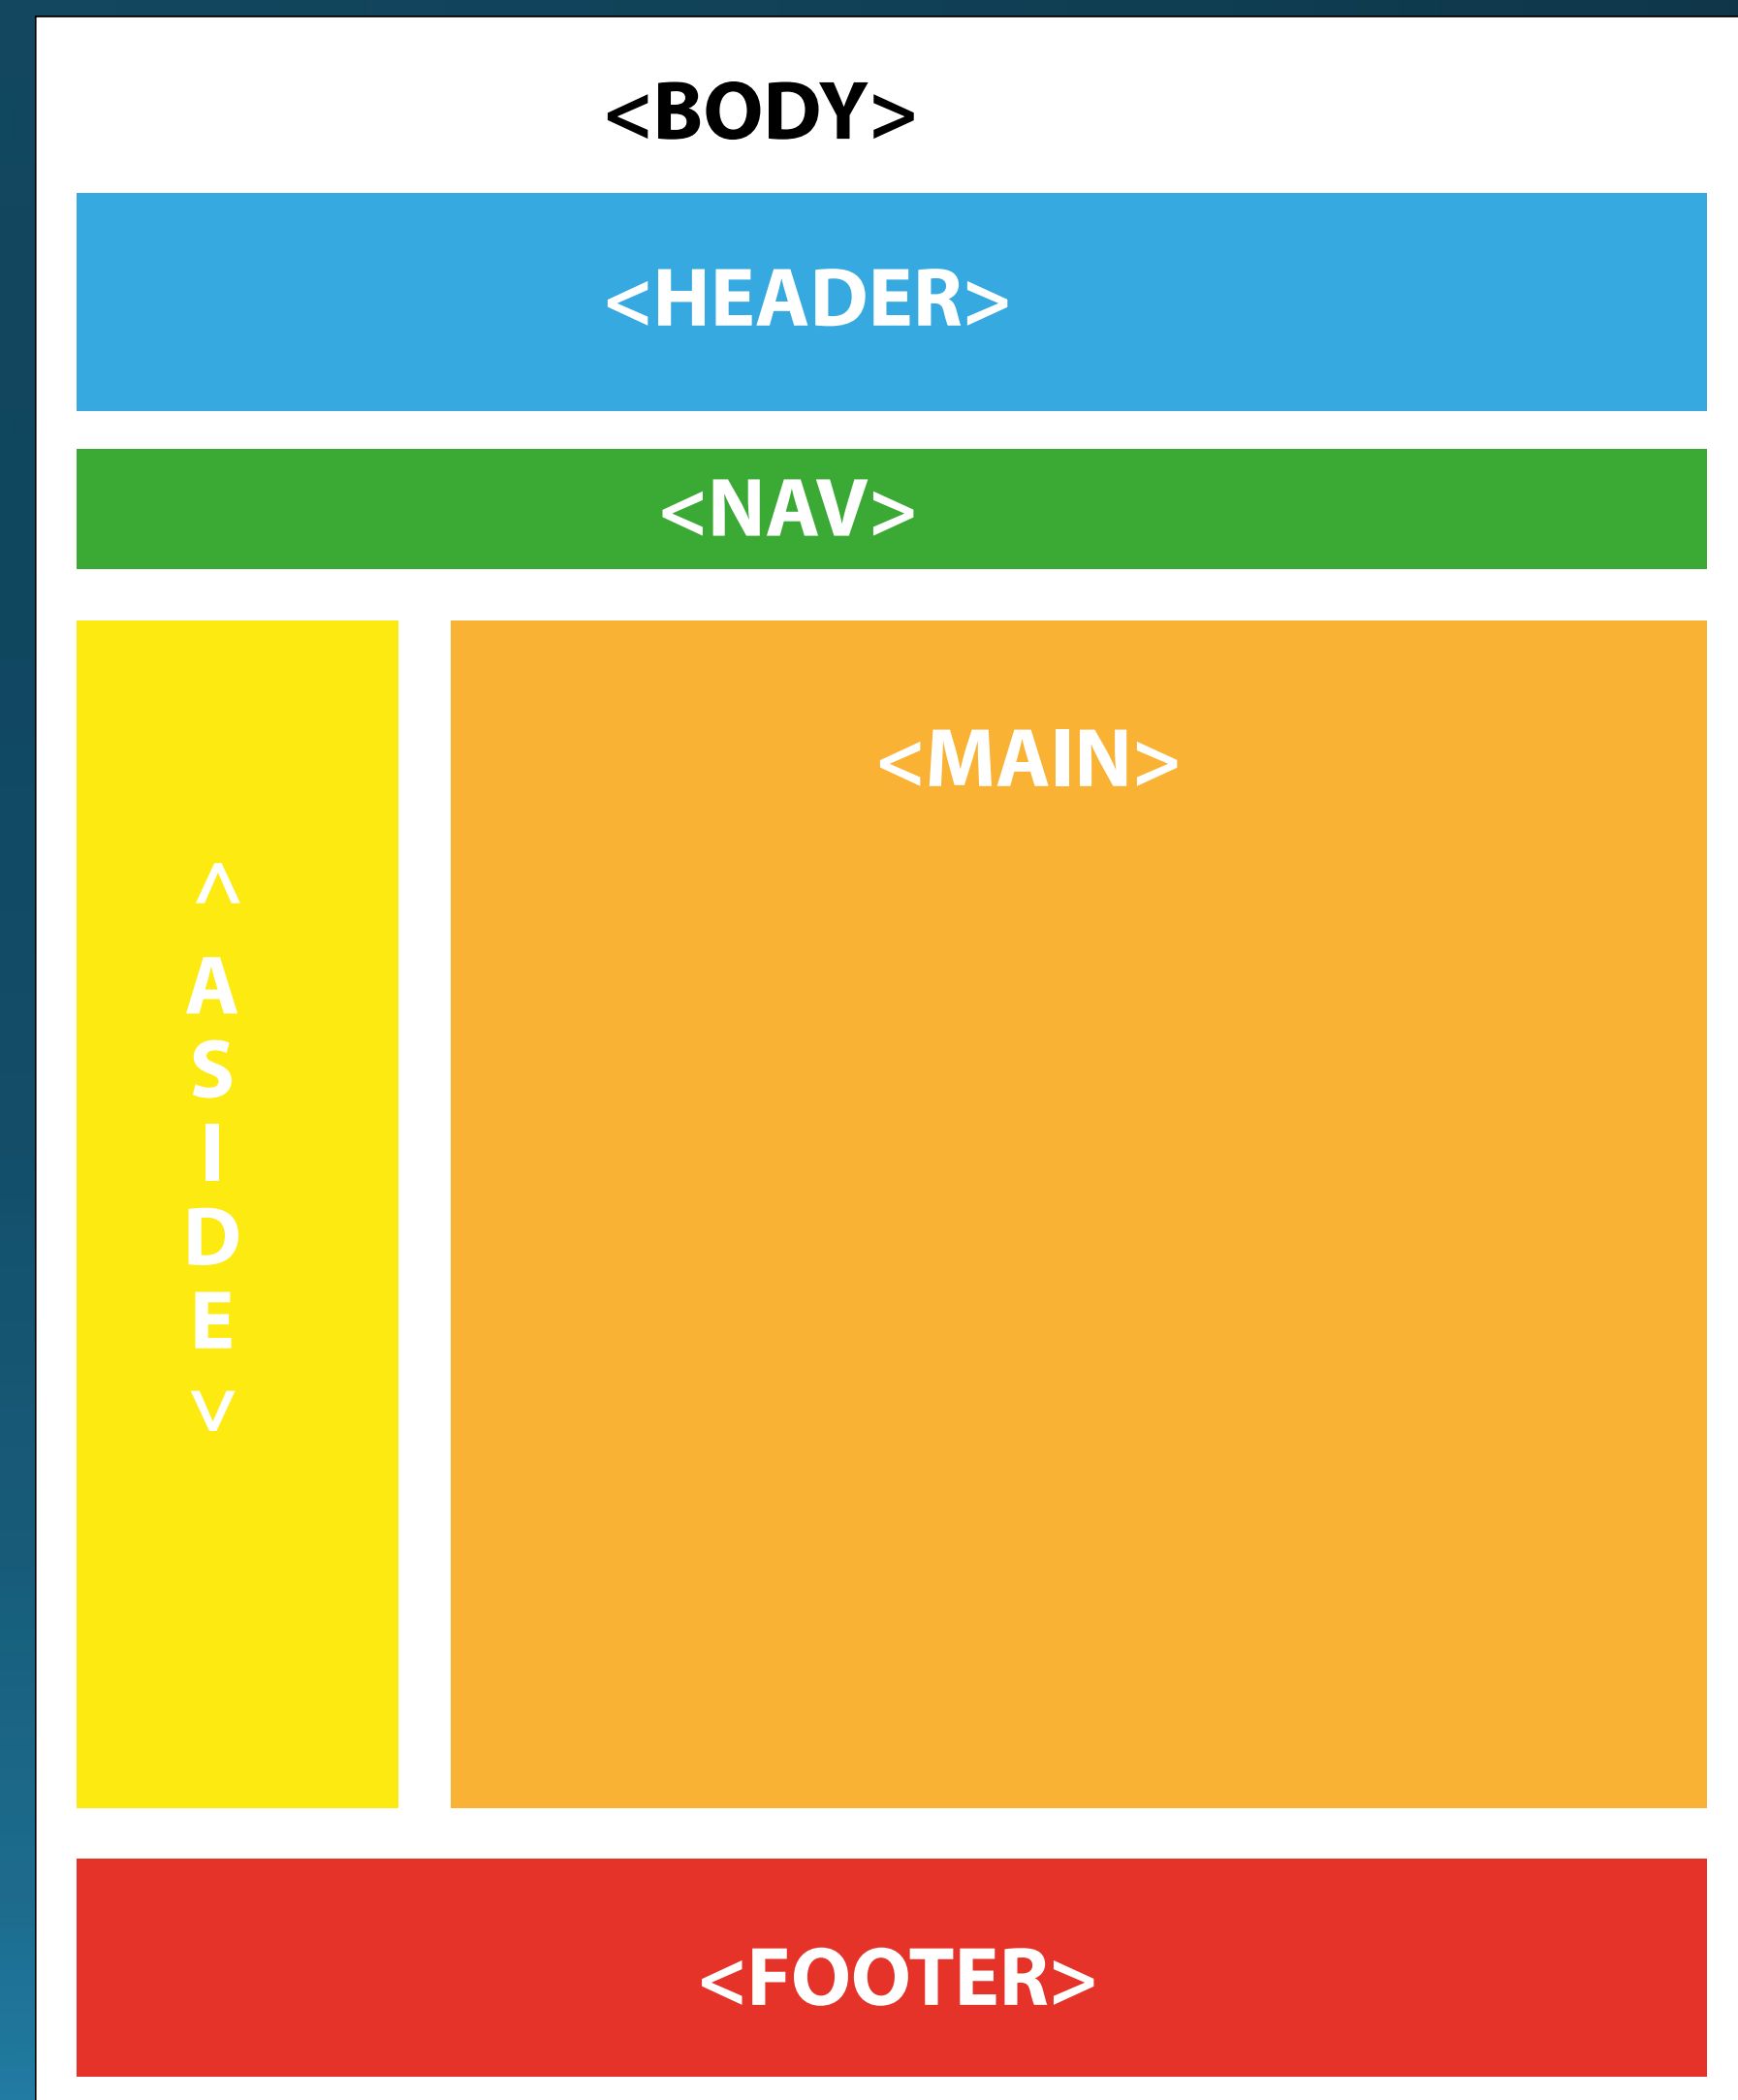 <BODY>
<HEADER>
<NAV>
<MAIN>
^
A
S
I
D
E
v
<FOOTER>